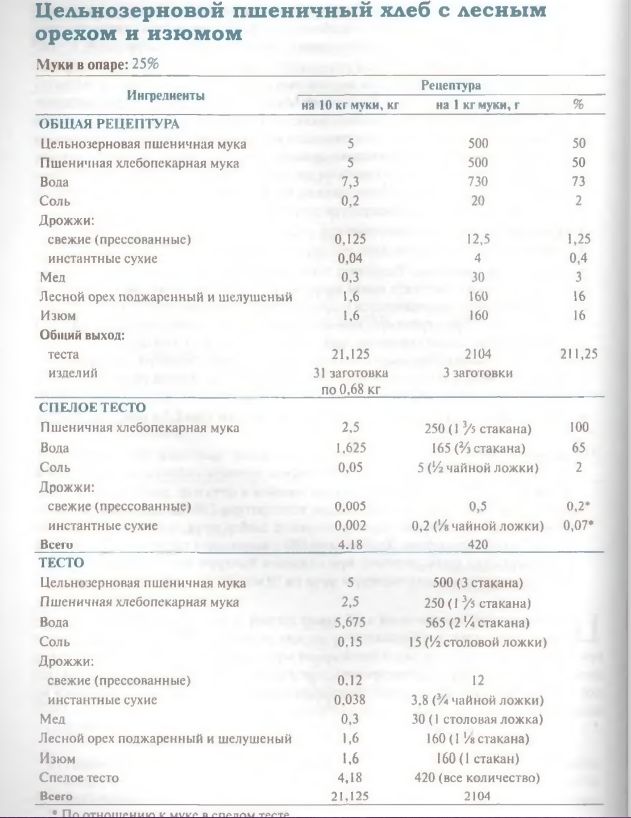 Цельнозерновой пшеничный хлеб с лесным
орехом и изюмом
Муки в опаре: 25%
Ингредиенты Рецептура
на 10 кг муки, кг на 1 кг муки, г %
ОБЩАЯ РЕЦЕПТУРА
Цельнозерновая пшеничная мука 5 500 50
Пшеничная хлебопекарная мука 5 500 50
Вода 7,3 730 73
Соль 0,2 20 2
Дрожжи:
свежие (прессованные) 0,125 12,5 1,25
инстантные сухие 0,04 4 0,4
Мед 0,3 30 3
Лесной орех поджаренный и шелушеный 1,6 160 16
Изюм 1,6 160 16
Общий выход:
теста 21,125 2104 211,25
изделий 31 заготовка 3 заготовки
по 0,68 кг
СПЕЛОЕ ТЕСТО
Пшеничная хлебопекарная мука 2,5 250 (1 3/5 стакана) 100
Вода 1,625 165 (2/3 стакана) 65
Соль 0,05 5 (1/2 чайной ложки) 2
Дрожжи:
свежие (прессованные) 0,005 0,5 0,2*
инстантные сухие 0,002 0,2 (1/8 чайной ложки) 0,07*
Всего 4.18 420
ТЕСТО
Цельнозерновая пшеничная мука 5 500 (3 стакана)
Пшеничная хлебопекарная мука 2,5 250 (1 3/5 стакана)
Вода 5,675 565 (2 1/4 стакана)
Соль 0,15 15 (1/2 столовой ложки)
Дрожжи:
свежие (прессованные) 0,12 12
инстантные сухие 0,038 3,8 (3/4 чайной ложки)
Мед 0,3 30 (1 столовая ложка)
Лесной орех поджаренный и шелушеный 1,6 160 (1 1/8 стакана)
Изюм 1,6 160 (1 стакан)
Спелое тесто 4,18 420 (все количество)
Всего 21,125 2104
* По отношению к муке в спелом тесте